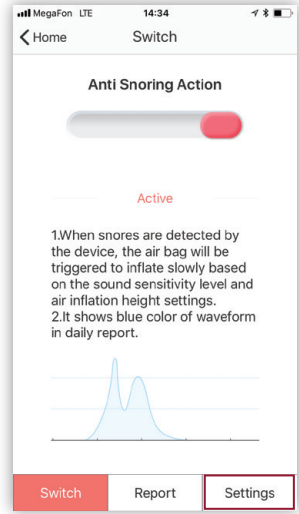 MegaFon LTE 14:34
Home Switch
Anti Snoring Action
Active
1.When snores are detected by
the device, the air bag will be
triggered to inflate slowly based
on the sound sensitivity level and
air inflation height settings.
2.It shows blue color of waveform
in daily report.
Switch Report Settings